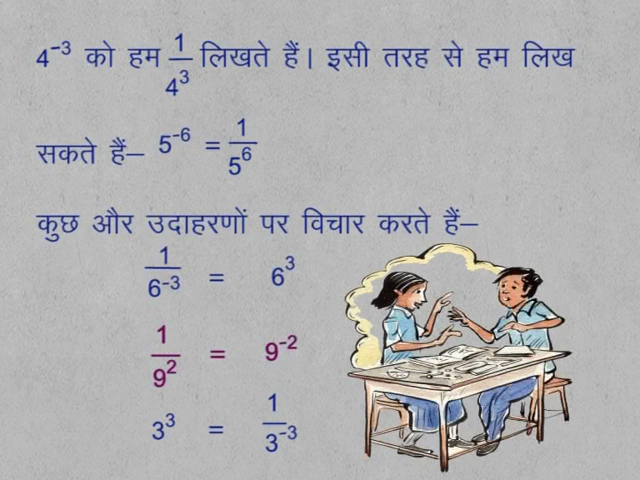 4⁻³ को हम 1/4³ लिखते हैं। इसी तरह से हम लिख
सकते हैं– 5⁻⁶ = 1/5⁶
कुछ और उदाहरणों पर विचार करते हैं–
1/6⁻³ = 6³
1/9² = 9⁻²
3³ = 1/3⁻³